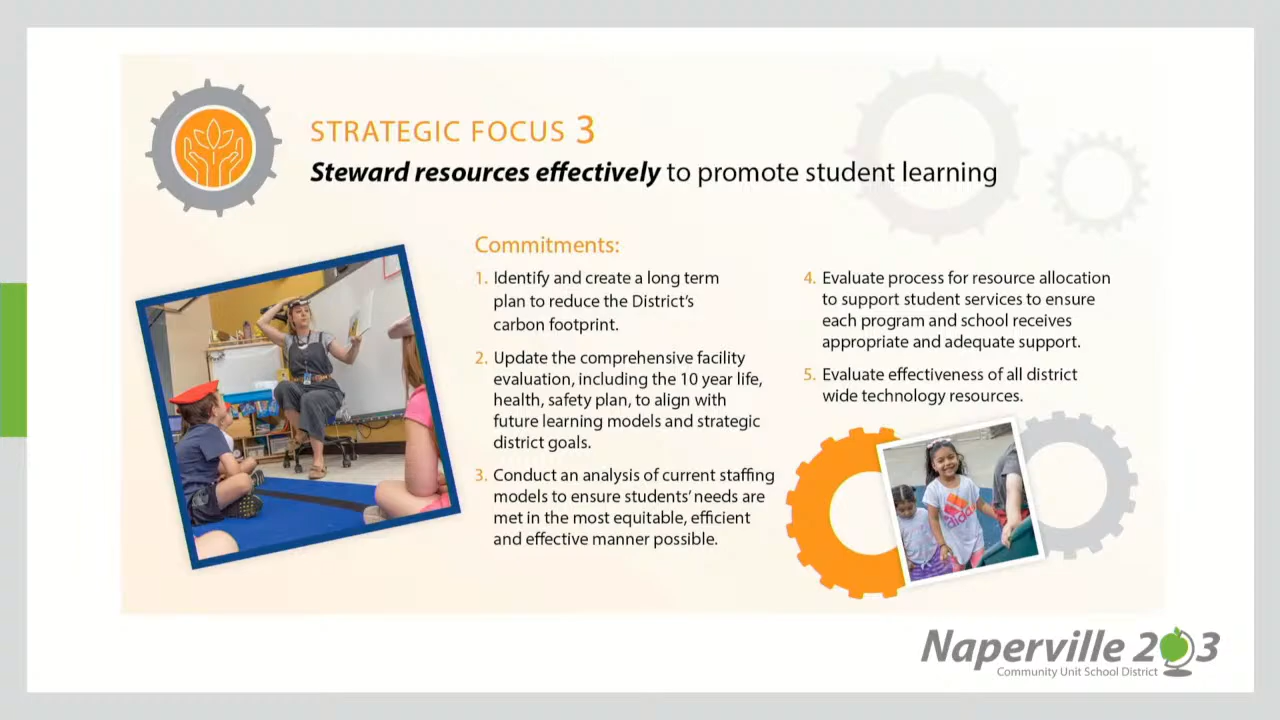 STRATEGIC FOCUS 3
Steward resources effectively to promote student learning
Commitments:
1. Identify and create a long term
plan to reduce the District's
carbon footprint.
2. Update the comprehensive facility
evaluation, including the 10 year life,
health, safety plan, to align with
future learning models and strategic
district goals.
3. Conduct an analysis of current staffing
models to ensure students' needs are
met in the most equitable, efficient
and effective manner possible.
4. Evaluate process for resource allocation
to support student services to ensure
each program and school receives
appropriate and adequate support.
5. Evaluate effectiveness of all district
wide technology resources.
adidas
Naperville 203
Community Unit School District